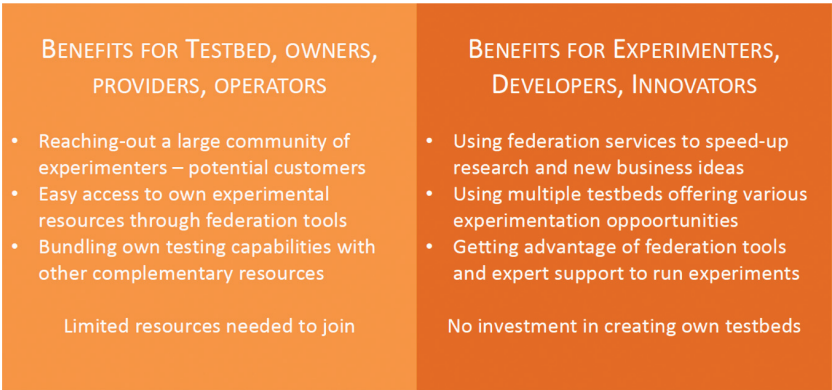 BENEFITS FOR TESTBED, OWNERS,
PROVIDERS, OPERATORS
• Reaching-out a large community of
experimenters – potential customers
• Easy access to own experimental
resources through federation tools
• Bundling own testing capabilities with
other complementary resources
Limited resources needed to join
BENEFITS FOR EXPERIMENTERS,
DEVELOPERS, INNOVATORS
• Using federation services to speed-up
research and new business ideas
• Using multiple testbeds offering various
experimentation oppoortunities
• Getting advantage of federation tools
and expert support to run experiments
No investment in creating own testbeds